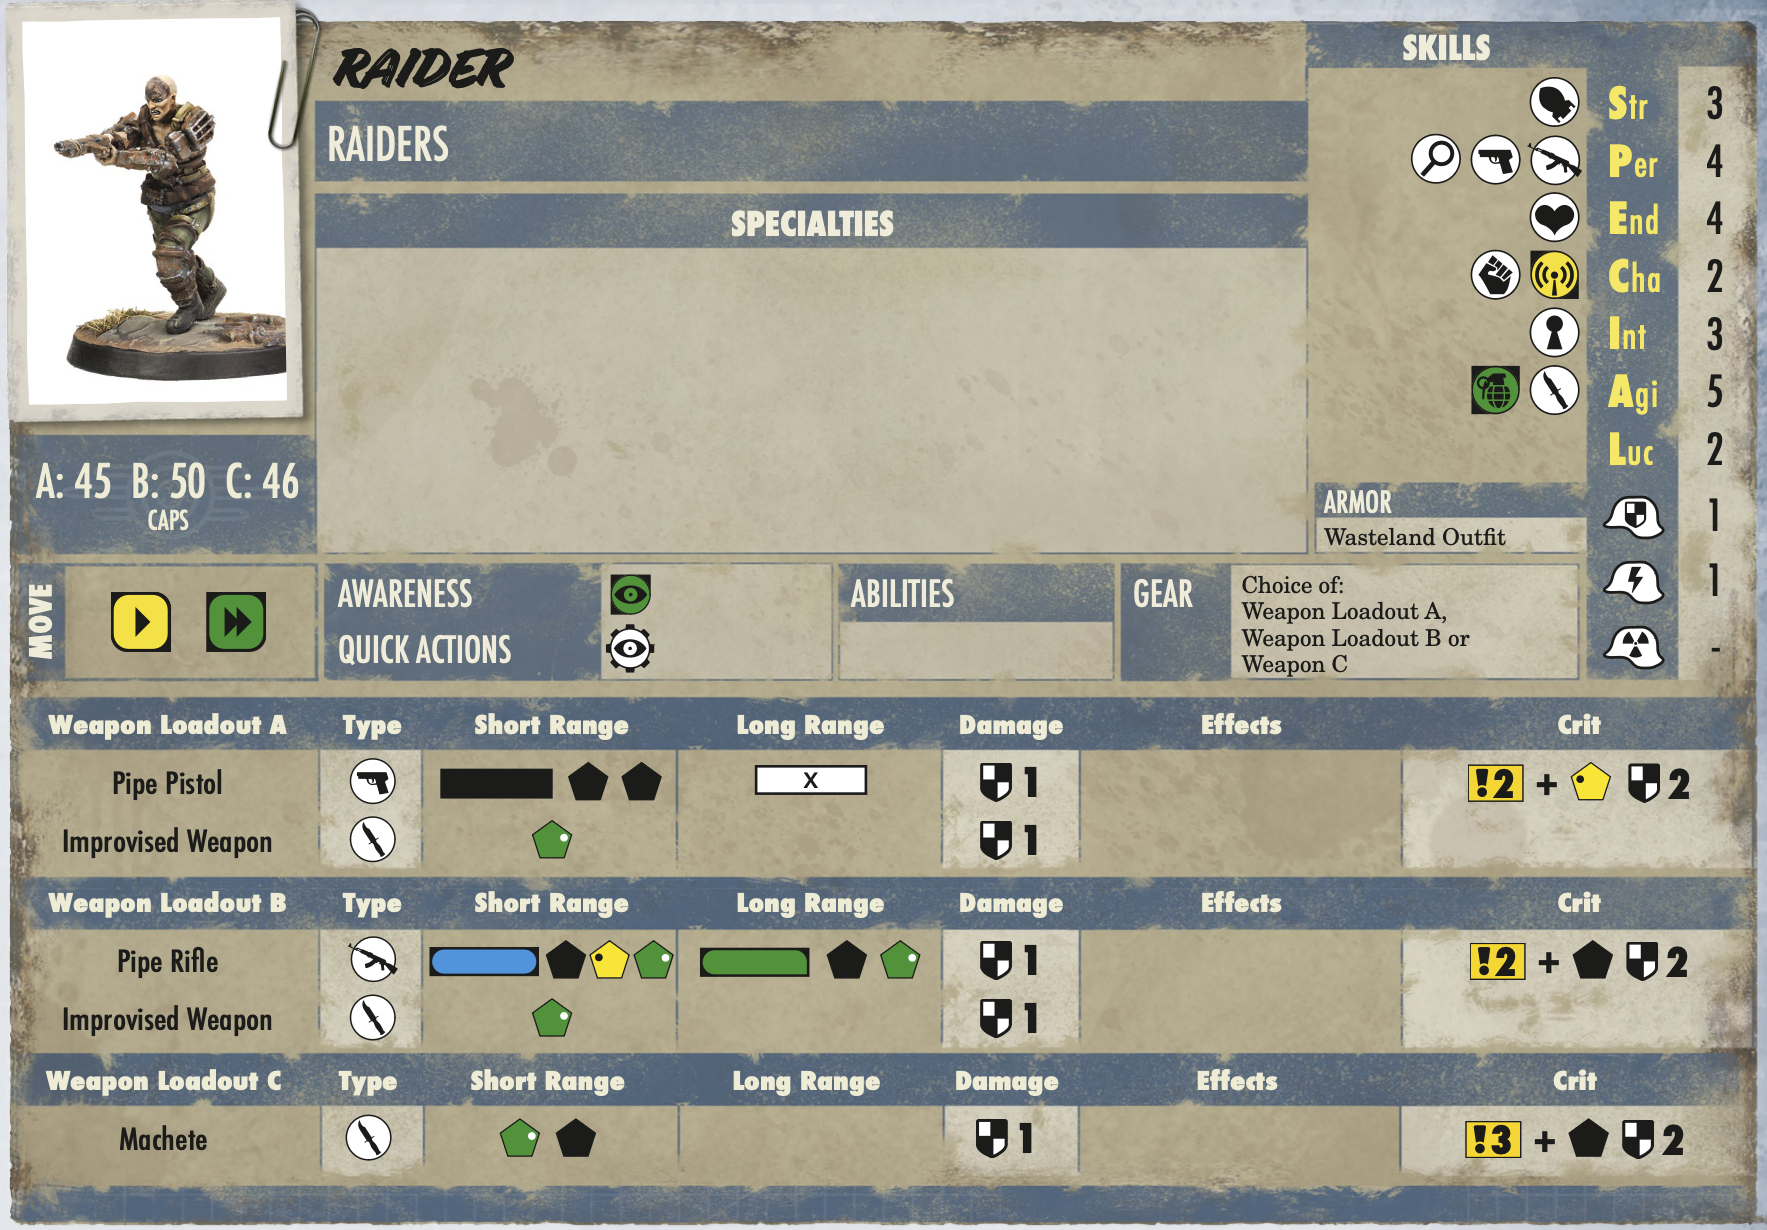 RAIDER
RAIDERS
SPECIALTIES
SKILLS
Str 3
Per 4
End 4
Cha 2
Int 3
Agi 5
Luc 2
1
1
-
ARMOR
Wasteland Outfit
A: 45 B: 50 C: 46
CAPS
MOVE
AWARENESS
QUICK ACTIONS
ABILITIES
GEAR
Choice of:
Weapon Loadout A,
Weapon Loadout B or
Weapon C
Weapon Loadout A Type Short Range Long Range Damage Effects Crit
Pipe Pistol X 1 !2 + 2
Improvised Weapon 1
Weapon Loadout B Type Short Range Long Range Damage Effects Crit
Pipe Rifle 1 !2 + 2
Improvised Weapon 1
Weapon Loadout C Type Short Range Long Range Damage Effects Crit
Machete 1 !3 + 2